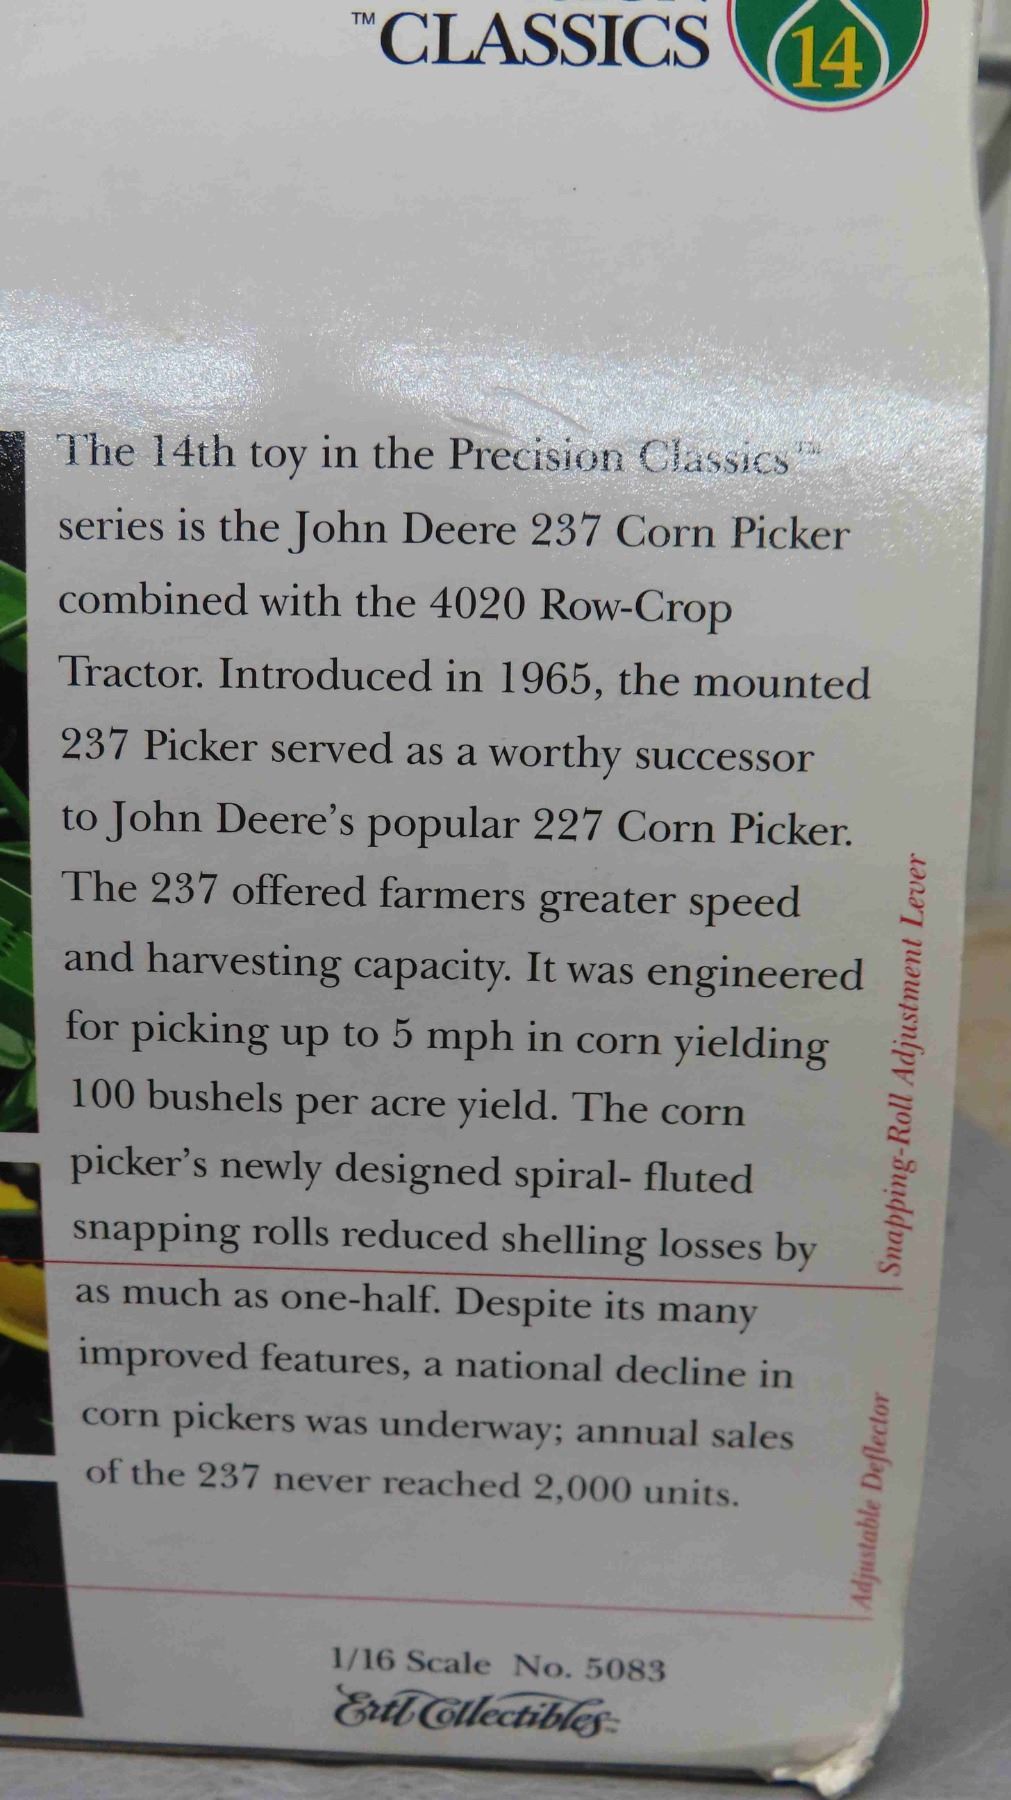 ™CLASSICS
14
The 14th toy in the Precision Classics™
series is the John Deere 237 Corn Picker
combined with the 4020 Row-Crop
Tractor. Introduced in 1965, the mounted
237 Picker served as a worthy successor
to John Deere's popular 227 Corn Picker.
The 237 offered farmers greater speed
and harvesting capacity. It was engineered
for picking up to 5 mph in corn yielding
100 bushels per acre yield. The corn
picker's newly designed spiral- fluted
snapping rolls reduced shelling losses by
as much as one-half. Despite its many
improved features, a national decline in
corn pickers was underway; annual sales
of the 237 never reached 2,000 units.
Snapping-Roll Adjustment Lever
Adjustable Deflector
1/16 Scale No. 5083
Ertl Collectibles™